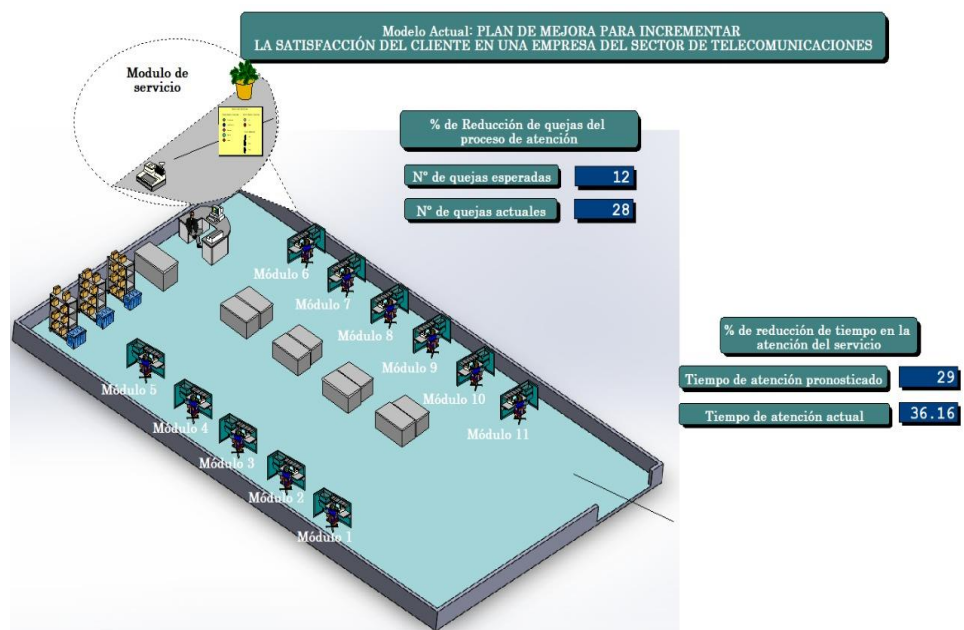 Modelo Actual: PLAN DE MEJORA PARA INCREMENTAR
LA SATISFACCIÓN DEL CLIENTE EN UNA EMPRESA DEL SECTOR DE TELECOMUNICACIONES
Modulo de
servicio
% de Reducción de quejas del
proceso de atención
N° de quejas esperadas 12
N° de quejas actuales 28
Módulo 6
Módulo 7
Módulo 8
Módulo 9
Módulo 10
Módulo 11
Módulo 5
Módulo 4
Módulo 3
Módulo 2
Módulo 1
% de reducción de tiempo en la
atención del servicio
Tiempo de atención pronosticado 29
Tiempo de atención actual 36.16